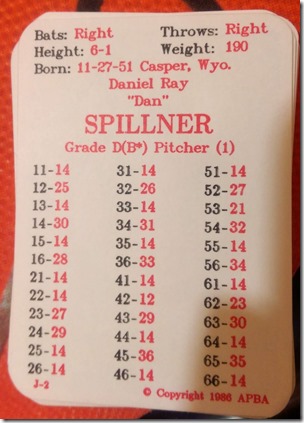 Bats: Right Throws: Right
Height: 6-1 Weight: 190
Born: 11-27-51 Casper, Wyo.
Daniel Ray
"Dan"
SPILLNER
Grade D(B*) Pitcher (1)
11-14 31-14 51-14
12-25 32-26 52-27
13-14 33-14 53-21
14-30 34-31 54-32
15-14 35-14 55-14
16-28 36-33 56-34
21-14 41-14 61-14
22-14 42-12 62-23
23-27 43-29 63-30
24-29 44-14 64-14
25-14 45-36 65-35
26-14 46-14 66-14
J-2 © Copyright 1986 APBA